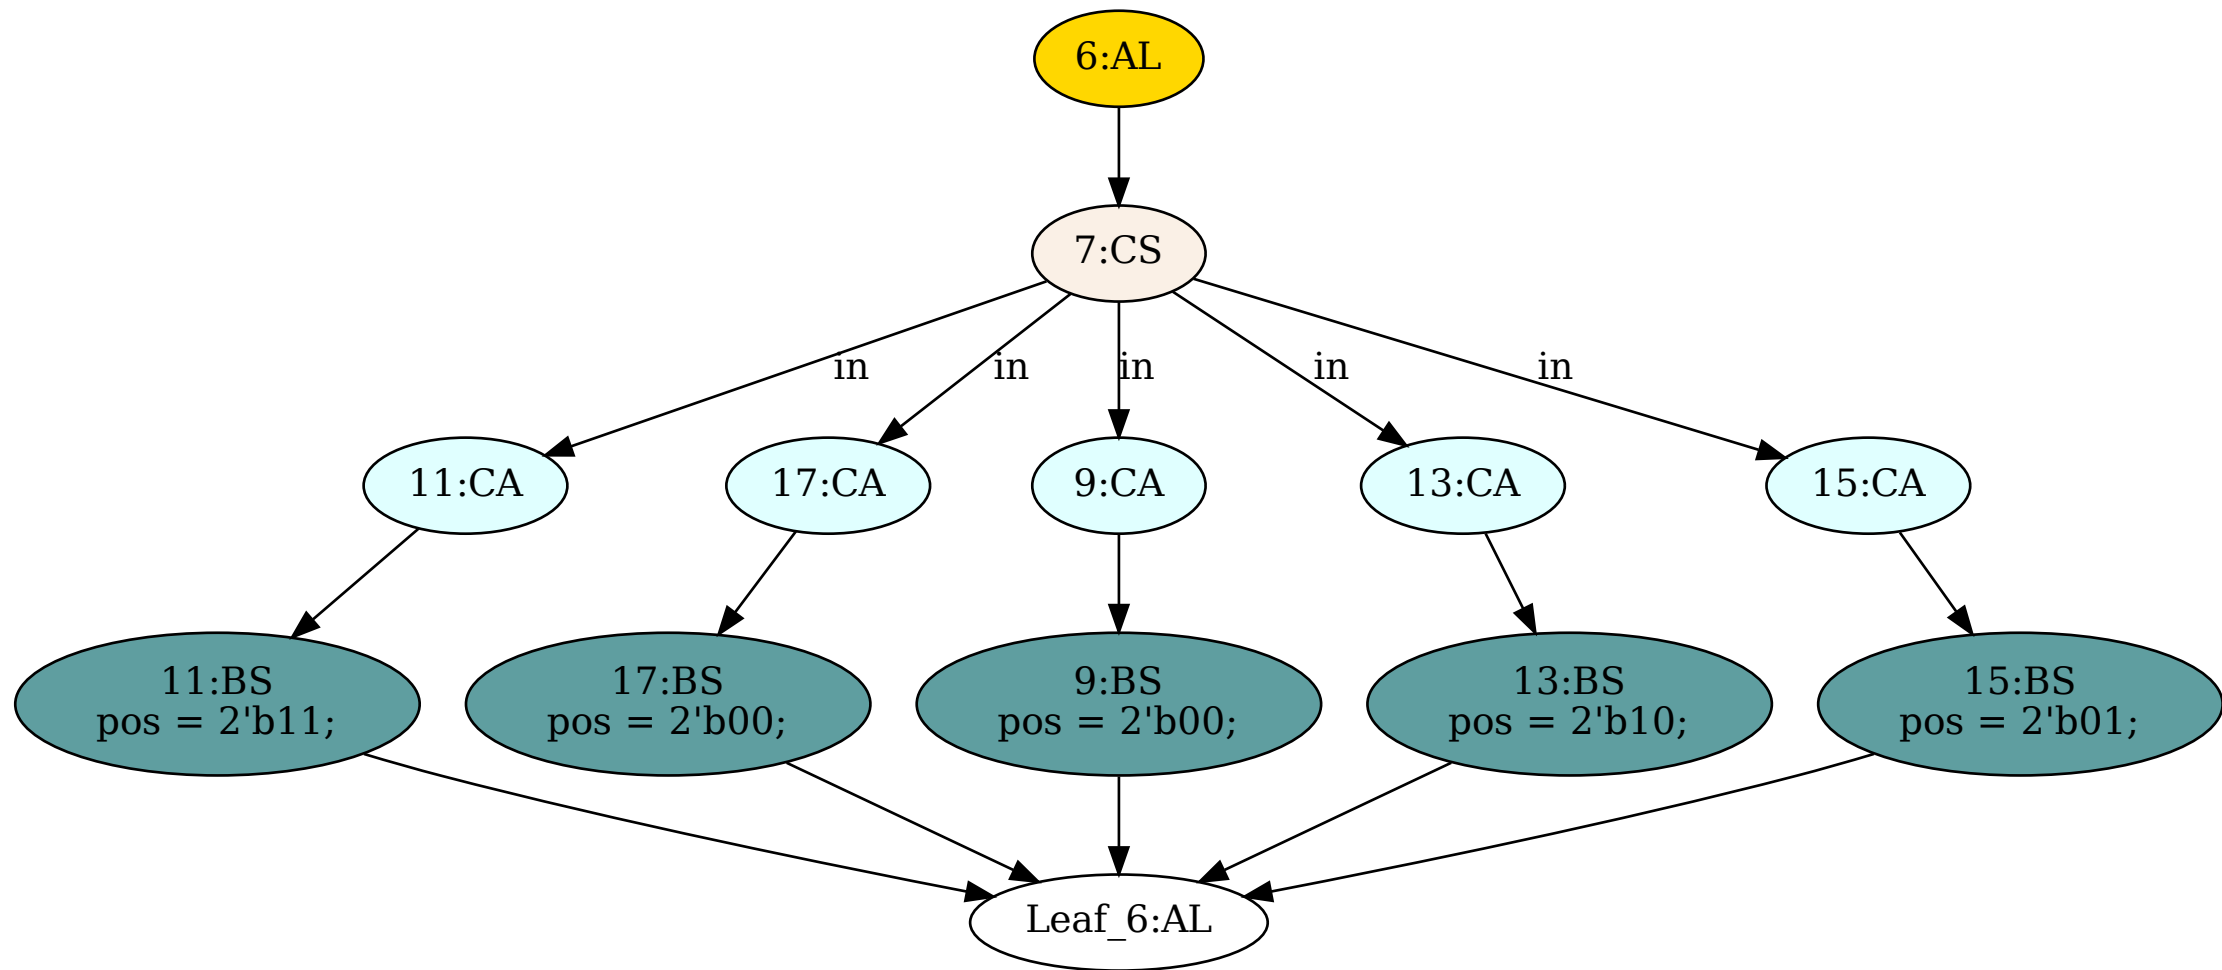 6:AL
7:CS
in
in
in
in
in
11:CA
17:CA
9:CA
13:CA
15:CA
11:BS
pos = 2'b11;
17:BS
pos = 2'b00;
9:BS
pos = 2'b00;
13:BS
pos = 2'b10;
15:BS
pos = 2'b01;
Leaf_6:AL